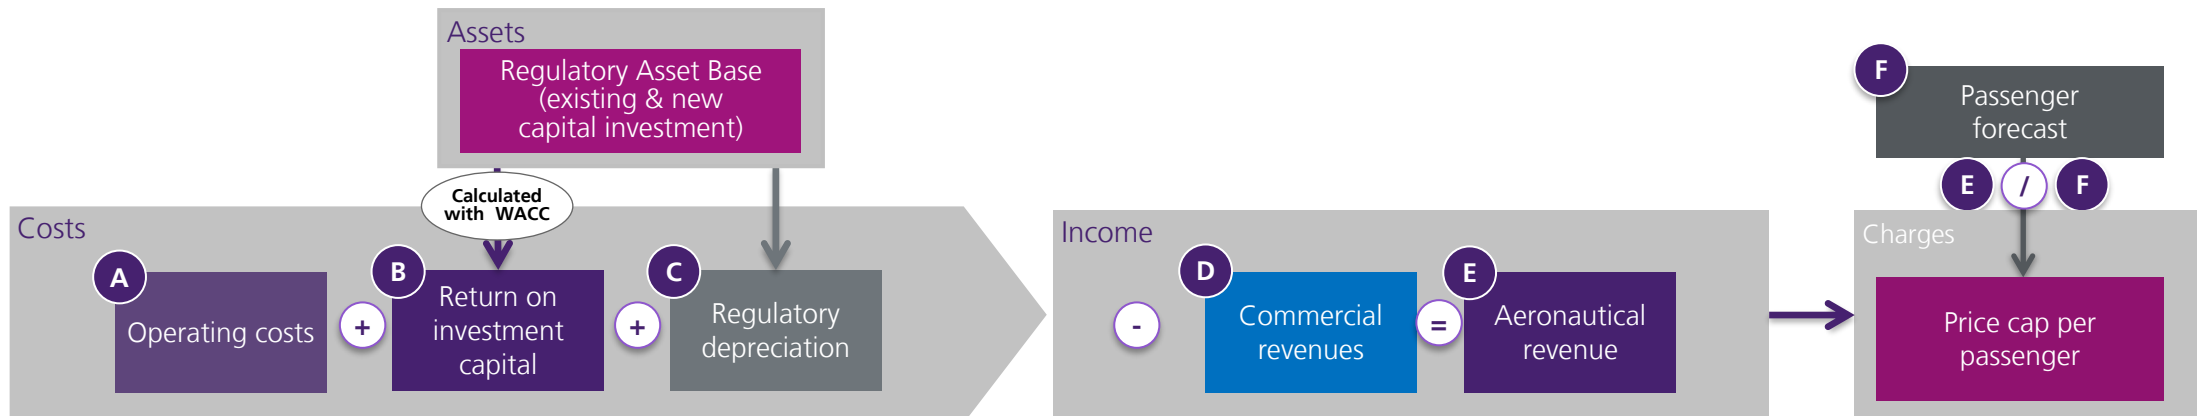 Assets
Regulatory Asset Base
(existing & new
capital investment)
Calculated
with WACC
Costs
A
Operating costs
+
B
Return on
investment
capital
+
C
Regulatory
depreciation
Income
-
D
Commercial
revenues
=
E
Aeronautical
revenue
F
Passenger
forecast
E / F
Charges
Price cap per
passenger